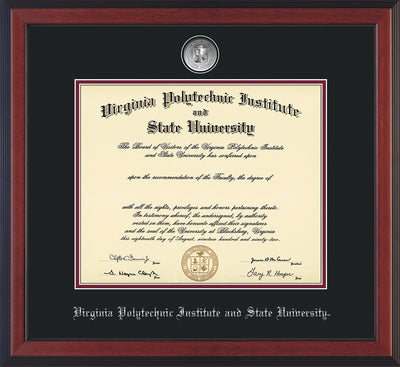 Virginia Polytechnic Institute
and
State University
The Board of Visitors of the Virginia Polytechnic Institute
and State University has conferred upon
upon the recommendation of the Faculty, the degree of
with all the rights, privileges and honors pertaining thereto.
In testimony thereof, the undersigned, by authority
vested in them, have hereunto affixed their signatures
and the seal of the University at Blacksburg, Virginia
this eighteenth day of August, nineteen hundred and ninety-two.
Virginia Polytechnic Institute and State University